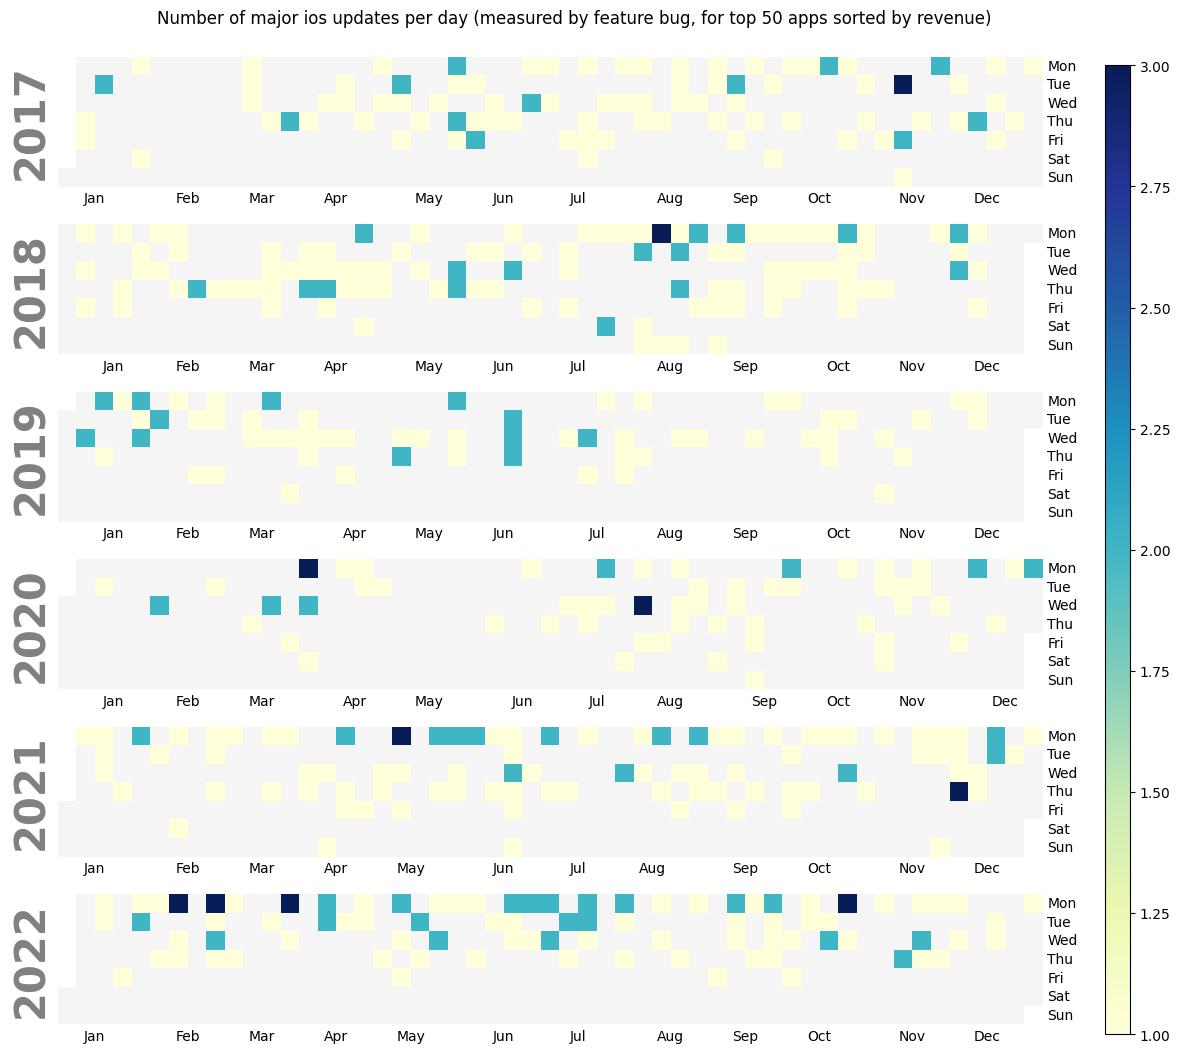 Number of major ios updates per day (measured by feature bug, for top 50 apps sorted by revenue)
2017
Mon
Tue
Wed
Thu
Fri
Sat
Sun
Jan Feb Mar Apr May Jun Jul Aug Sep Oct Nov Dec
2018
Mon
Tue
Wed
Thu
Fri
Sat
Sun
Jan Feb Mar Apr May Jun Jul Aug Sep Oct Nov Dec
2019
Mon
Tue
Wed
Thu
Fri
Sat
Sun
Jan Feb Mar Apr May Jun Jul Aug Sep Oct Nov Dec
2020
Mon
Tue
Wed
Thu
Fri
Sat
Sun
Jan Feb Mar Apr May Jun Jul Aug Sep Oct Nov Dec
2021
Mon
Tue
Wed
Thu
Fri
Sat
Sun
Jan Feb Mar Apr May Jun Jul Aug Sep Oct Nov Dec
2022
Mon
Tue
Wed
Thu
Fri
Sat
Sun
Jan Feb Mar Apr May Jun Jul Aug Sep Oct Nov Dec
3.00
2.75
2.50
2.25
2.00
1.75
1.50
1.25
1.00